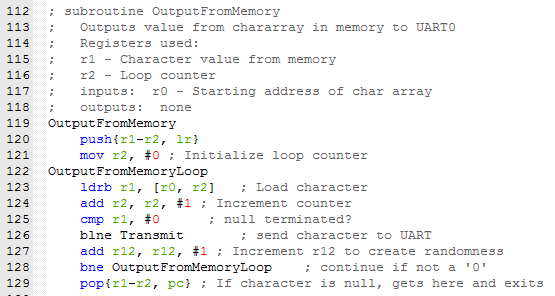 112 ; subroutine OutputFromMemory
113 ;   Outputs value from chararray in memory to UART0
114 ;   Registers used:
115 ;   r1 - Character value from memory
116 ;   r2 - Loop counter
117 ;   inputs:  r0 - Starting address of char array
118 ;   outputs:  none
119 OutputFromMemory
120     push{r1-r2, lr}
121     mov r2, #0 ; Initialize loop counter
122 OutputFromMemoryLoop
123     ldrb r1, [r0, r2]   ; Load character
124     add r2, r2, #1 ; Increment counter
125     cmp r1, #0      ; null terminated?
126     blne Transmit       ; send character to UART
127     add r12, r12, #1 ; Increment r12 to create randomness
128     bne OutputFromMemoryLoop    ; continue if not a '0'
129     pop{r1-r2, pc} ; If character is null, gets here and exits